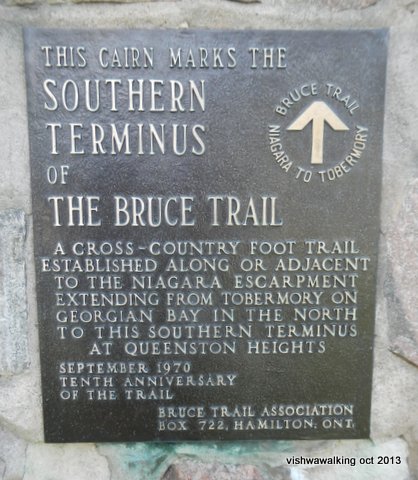 THIS CAIRN MARKS THE
SOUTHERN
TERMINUS
OF
THE BRUCE TRAIL
BRUCE TRAIL
NIAGARA TO TOBERMORY
A CROSS-COUNTRY FOOT TRAIL
ESTABLISHED ALONG OR ADJACENT
TO THE NIAGARA ESCARPMENT
EXTENDING FROM TOBERMORY ON
GEORGIAN BAY IN THE NORTH
TO THIS SOUTHERN TERMINUS
AT QUEENSTON HEIGHTS
SEPTEMBER 1970
TENTH ANNIVERSARY
OF THE TRAIL
BRUCE TRAIL ASSOCIATION
BOX 722, HAMILTON, ONT.
vishwawalking oct 2013